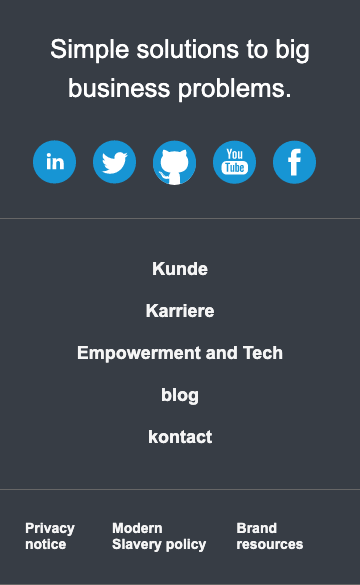 Simple solutions to big
business problems.
in
You
Tube
f
Kunde
Karriere
Empowerment and Tech
blog
kontact
Privacy
notice
Modern
Slavery policy
Brand
resources